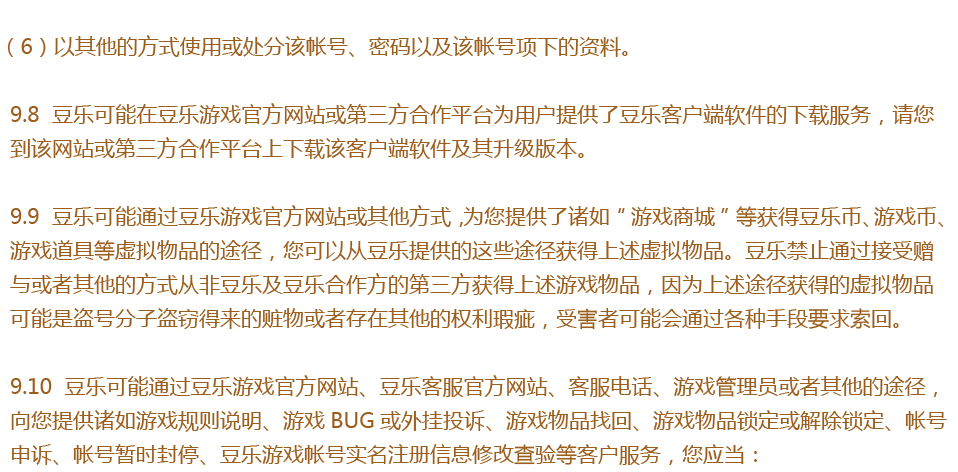 （6）以其他的方式使用或处分该帐号、密码以及该帐号项下的资料。
9.8 豆乐可能在豆乐游戏官方网站或第三方合作平台为用户提供了豆乐客户端软件的下载服务，请您
到该网站或第三方合作平台上下载该客户端软件及其升级版本。
9.9 豆乐可能通过豆乐游戏官方网站或其他方式，为您提供了诸如＂游戏商城＂等获得豆乐币、游戏币、
游戏道具等虚拟物品的途径，您可以从豆乐提供的这些途径获得上述虚拟物品。豆乐禁止通过接受赠
与或者其他的方式从非豆乐及豆乐合作方的第三方获得上述游戏物品，因为上述途径获得的虚拟物品
可能是盗号分子盗窃得来的赃物或者存在其他的权利瑕疵，受害者可能会通过各种手段要求索回。
9.10 豆乐可能通过豆乐游戏官方网站、豆乐客服官方网站、客服电话、游戏管理员或者其他的途径，
向您提供诸如游戏规则说明、游戏 BUG 或外挂投诉、游戏物品找回、游戏物品锁定或解除锁定、帐号
申诉、帐号暂时封停、豆乐游戏帐号实名注册信息修改查验等客户服务，您应当：